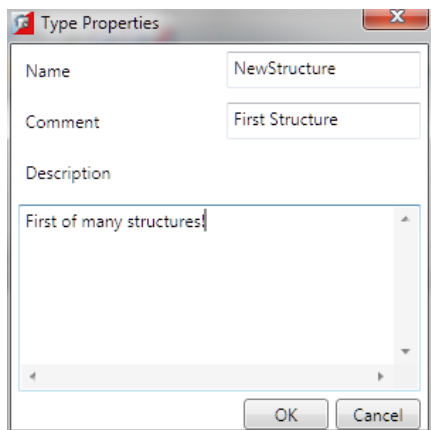 Type Properties
Name NewStructure
Comment First Structure
Description
First of many structures!
OK Cancel